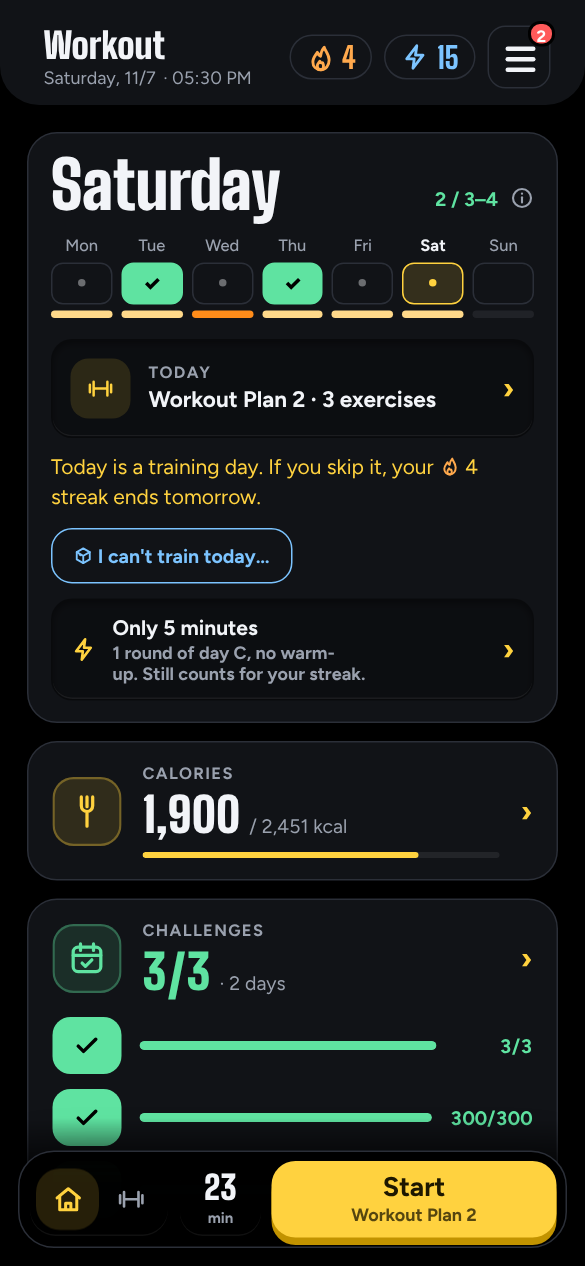 Workout
Saturday, 11/7 · 05:30 PM
4
15
2
Saturday
2 / 3–4
Mon Tue Wed Thu Fri Sat Sun
TODAY
Workout Plan 2 · 3 exercises
Today is a training day. If you skip it, your 4
streak ends tomorrow.
I can't train today...
Only 5 minutes
1 round of day C, no warm-
up. Still counts for your streak.
CALORIES
1,900 / 2,451 kcal
CHALLENGES
3/3 · 2 days
3/3
300/300
23
min
Start
Workout Plan 2